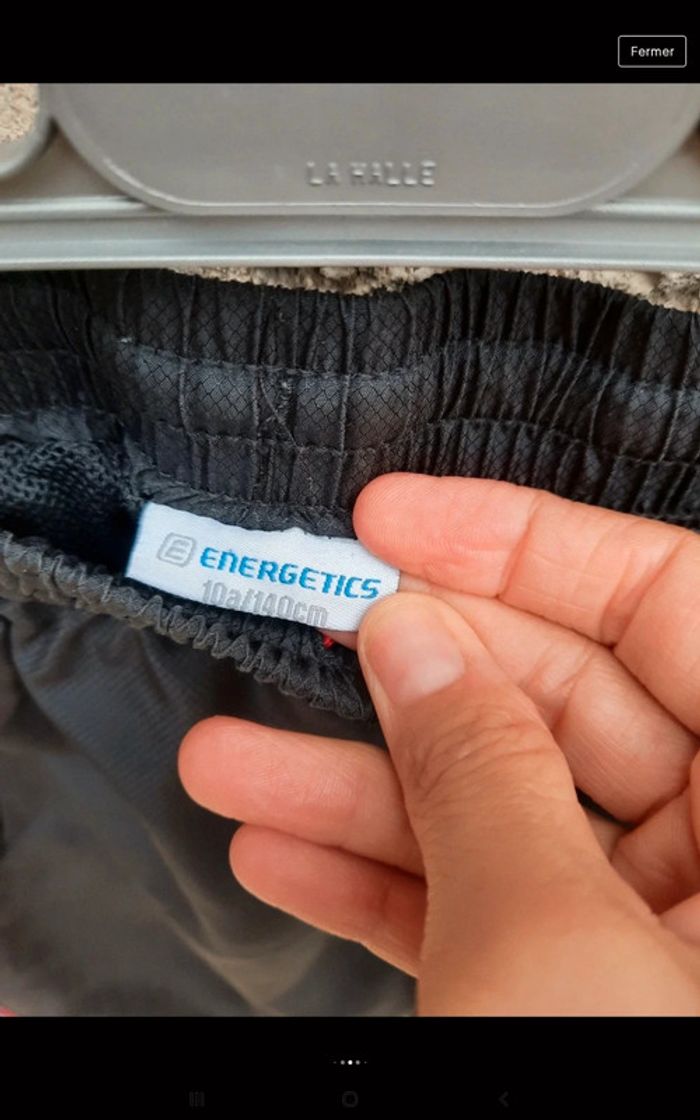 Fermer
LA HALLE
ENERGETICS
10a/140cm